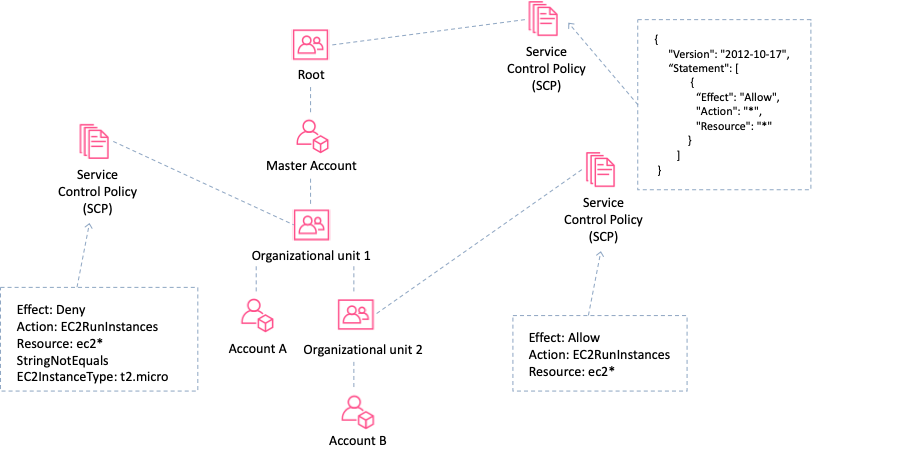 Root
Service
Control Policy
(SCP)
{
"Version": "2012-10-17",
“Statement": [
{
“Effect": "Allow",
"Action": "*",
"Resource": "*"
}
]
}
Master Account
Service
Control Policy
(SCP)
Service
Control Policy
(SCP)
Organizational unit 1
Effect: Deny
Action: EC2RunInstances
Resource: ec2*
StringNotEquals
EC2InstanceType: t2.micro
Account A
Organizational unit 2
Effect: Allow
Action: EC2RunInstances
Resource: ec2*
Account B